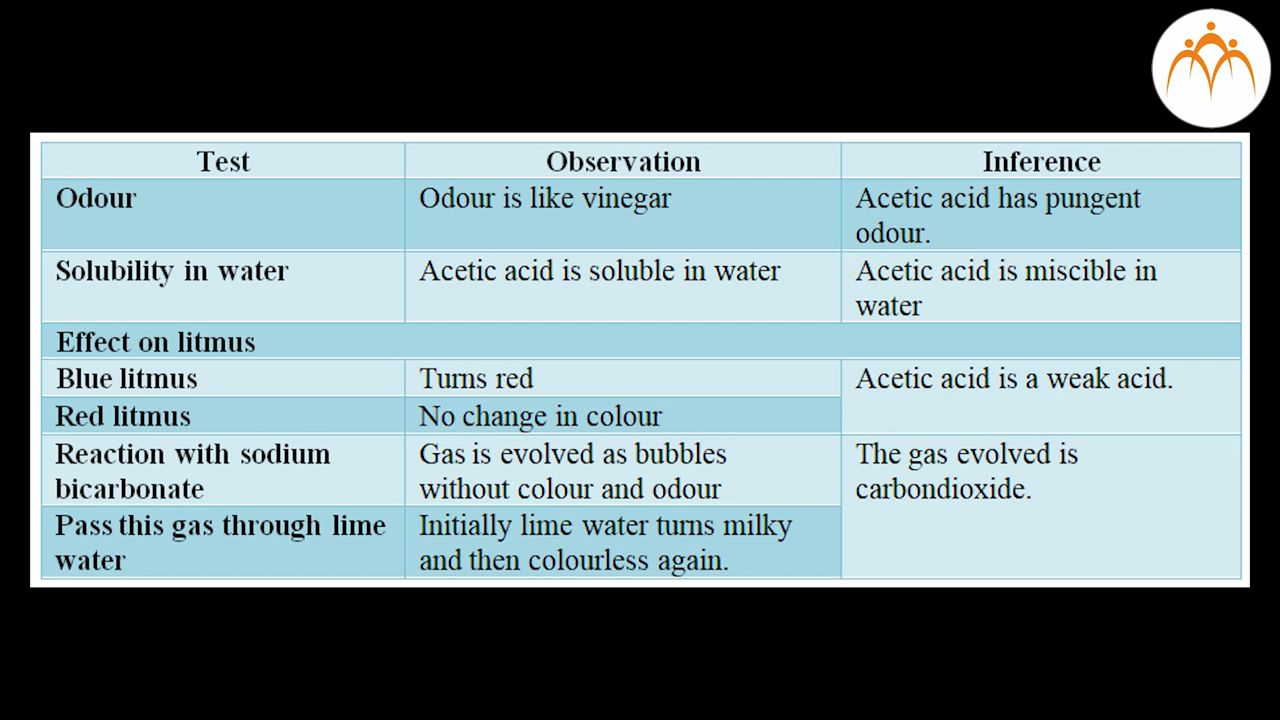 Test Observation Inference
Odour Odour is like vinegar Acetic acid has pungent
odour.
Solubility in water Acetic acid is soluble in water Acetic acid is miscible in
water
Effect on litmus
Blue litmus Turns red Acetic acid is a weak acid.
Red litmus No change in colour
Reaction with sodium Gas is evolved as bubbles The gas evolved is
bicarbonate without colour and odour carbondioxide.
Pass this gas through lime Initially lime water turns milky
water and then colourless again.